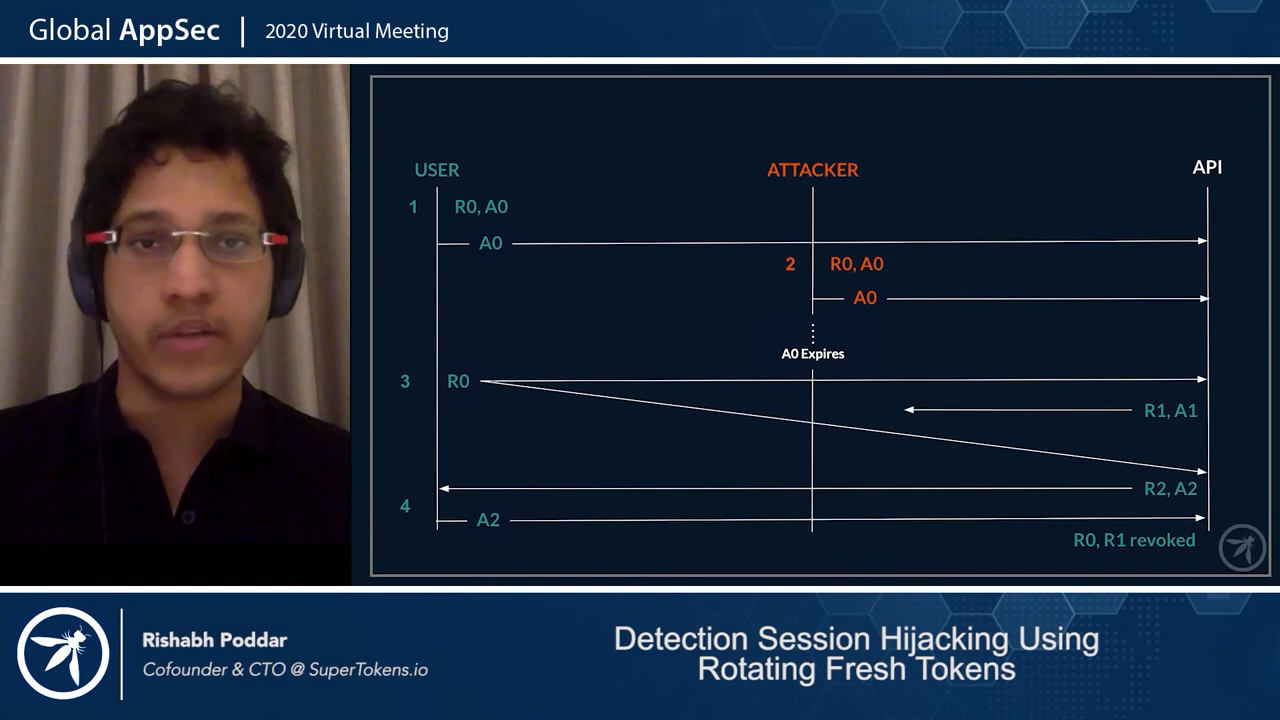 Global AppSec | 2020 Virtual Meeting
USER ATTACKER API
1 R0, A0
A0
2 R0, A0
A0
A0 Expires
3 R0
R1, A1
R2, A2
4
A2
R0, R1 revoked
Rishabh Poddar
Cofounder & CTO @ SuperTokens.io
Detection Session Hijacking Using
Rotating Fresh Tokens